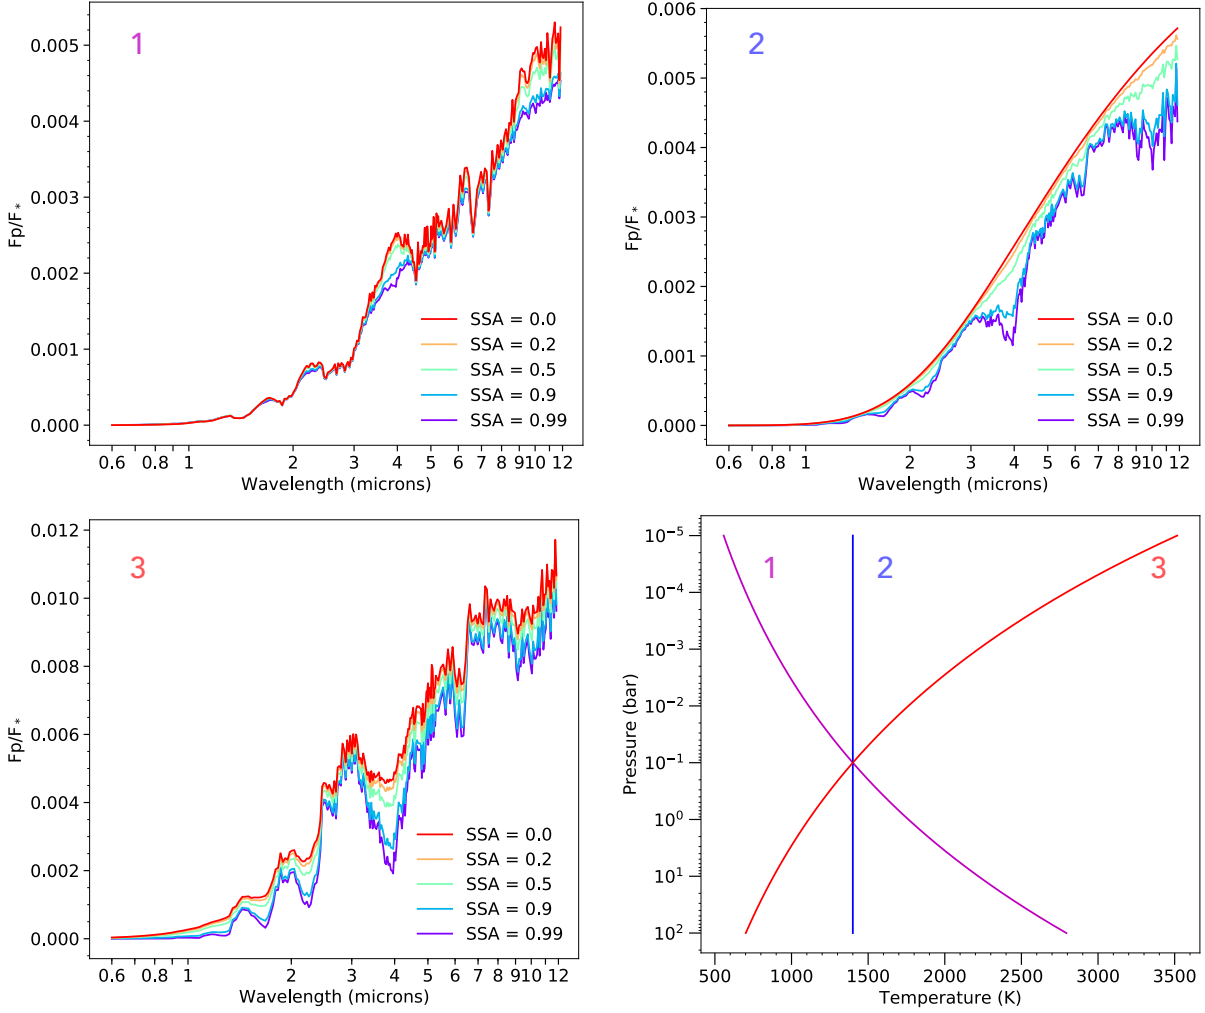 1
0.005
0.004
0.003
0.002
0.001
0.000
Fp/F*
SSA = 0.0
SSA = 0.2
SSA = 0.5
SSA = 0.9
SSA = 0.99
0.6 0.8 1 2 3 4 5 6 7 8 9 10 12
Wavelength (microns)
2
0.006
0.005
0.004
0.003
0.002
0.001
0.000
Fp/F*
SSA = 0.0
SSA = 0.2
SSA = 0.5
SSA = 0.9
SSA = 0.99
0.6 0.8 1 2 3 4 5 6 7 8 9 10 12
Wavelength (microns)
3
0.012
0.010
0.008
0.006
0.004
0.002
0.000
Fp/F*
SSA = 0.0
SSA = 0.2
SSA = 0.5
SSA = 0.9
SSA = 0.99
0.6 0.8 1 2 3 4 5 6 7 8 9 10 12
Wavelength (microns)
1 2 3
10⁻⁵
10⁻⁴
10⁻³
10⁻²
10⁻¹
10⁰
10¹
10²
Pressure (bar)
500 1000 1500 2000 2500 3000 3500
Temperature (K)